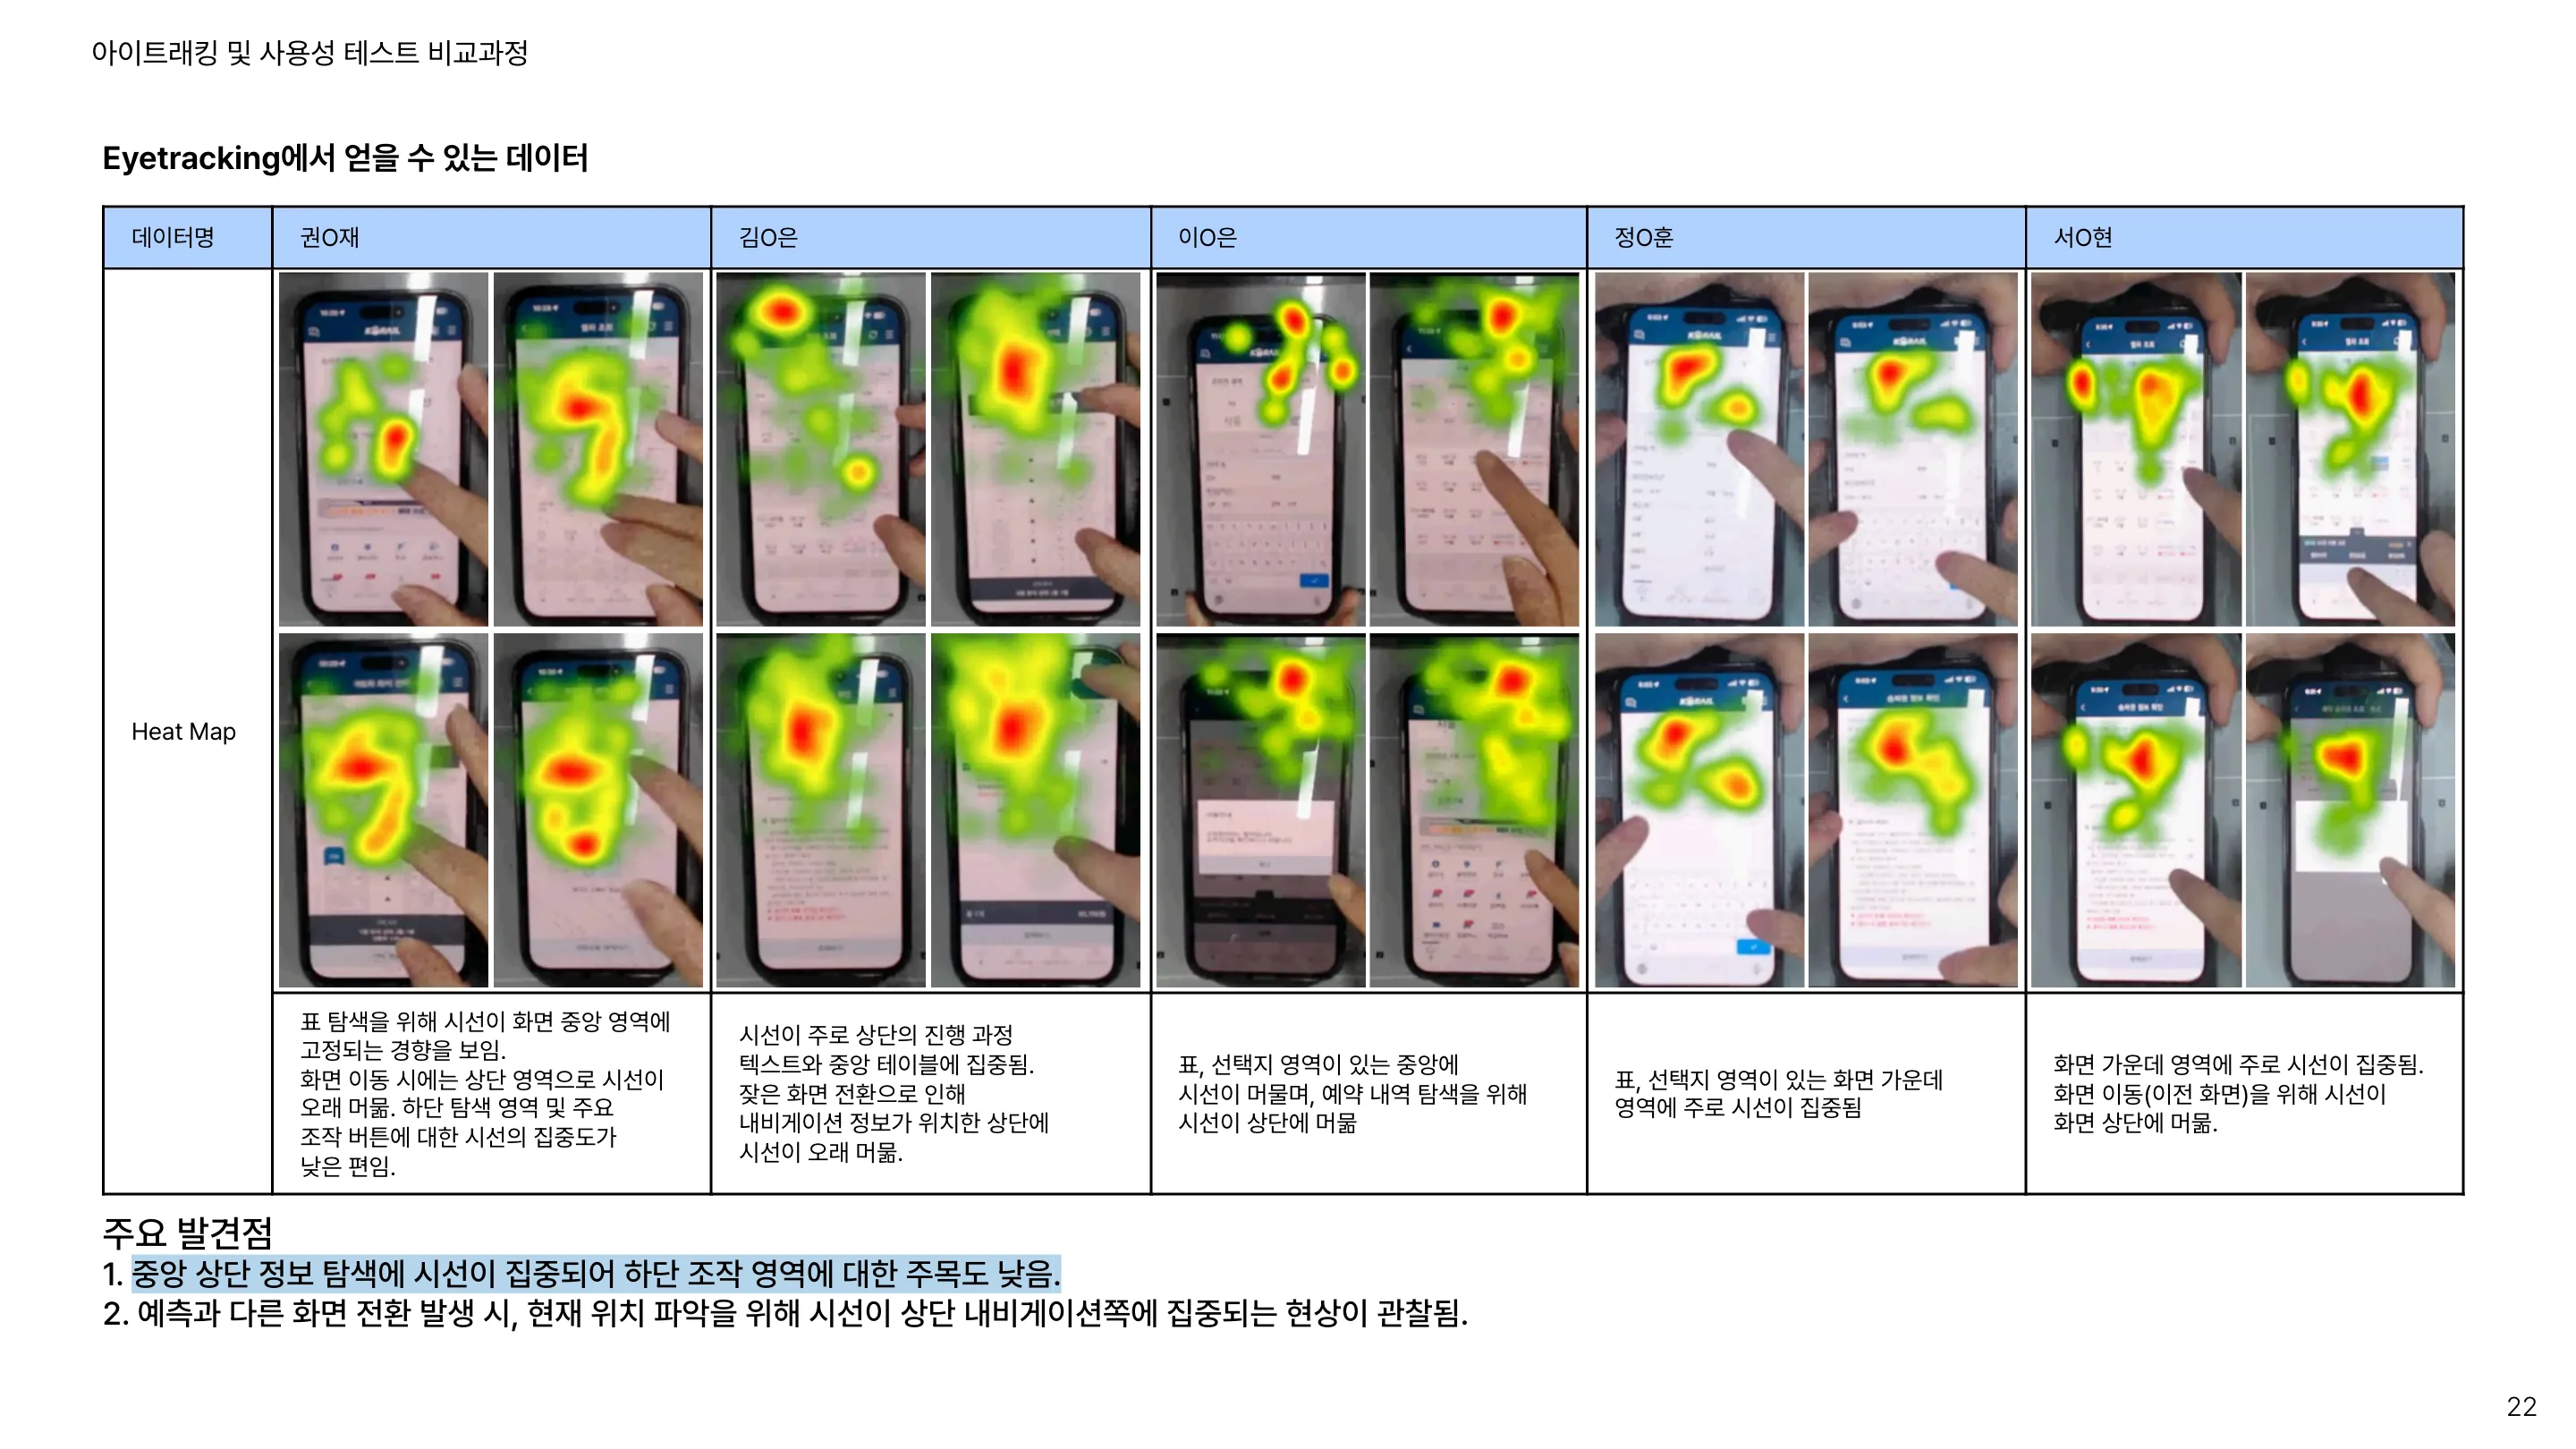 아이트래킹 및 사용성 테스트 비교과정
Eyetracking에서 얻을 수 있는 데이터
데이터명
권O재
김O은
이O은
정O훈
서O현
Heat Map
표 탐색을 위해 시선이 화면 중앙 영역에
고정되는 경향을 보임.
화면 이동 시에는 상단 영역으로 시선이
오래 머묾. 하단 탐색 영역 및 주요
조작 버튼에 대한 시선의 집중도가
낮은 편임.
시선이 주로 상단의 진행 과정
텍스트와 중앙 테이블에 집중됨.
잦은 화면 전환으로 인해
내비게이션 정보가 위치한 상단에
시선이 오래 머묾.
표, 선택지 영역이 있는 중앙에
시선이 머물며, 예약 내역 탐색을 위해
시선이 상단에 머묾
표, 선택지 영역이 있는 화면 가운데
영역에 주로 시선이 집중됨
화면 가운데 영역에 주로 시선이 집중됨.
화면 이동(이전 화면)을 위해 시선이
화면 상단에 머묾.
주요 발견점
1. 중앙 상단 정보 탐색에 시선이 집중되어 하단 조작 영역에 대한 주목도 낮음.
2. 예측과 다른 화면 전환 발생 시, 현재 위치 파악을 위해 시선이 상단 내비게이션쪽에 집중되는 현상이 관찰됨.
22